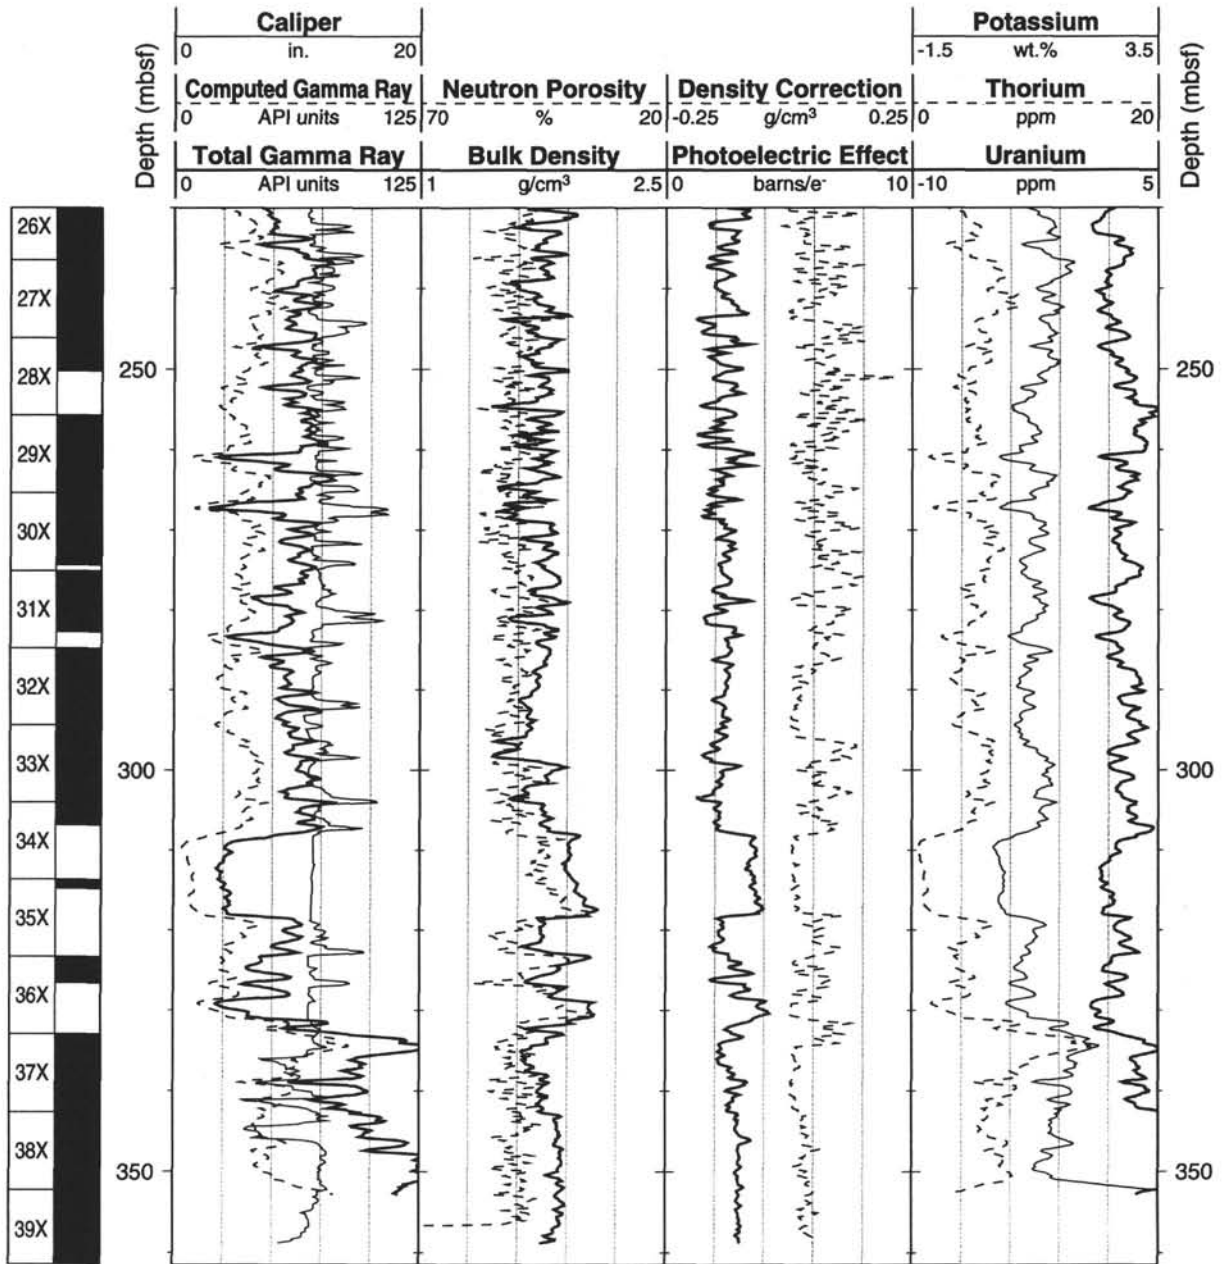 Caliper
0 in. 20
Computed Gamma Ray
0 API units 125
Total Gamma Ray
0 API units 125
Neutron Porosity
70 % 20
Bulk Density
1 g/cm³ 2.5
Density Correction
-0.25 g/cm³ 0.25
Photoelectric Effect
0 barns/e⁻ 10
Potassium
-1.5 wt.% 3.5
Thorium
0 ppm 20
Uranium
-10 ppm 5
Depth (mbsf)
Depth (mbsf)
26X
27X
28X
29X
30X
31X
32X
33X
34X
35X
36X
37X
38X
39X
250
300
350
250
300
350